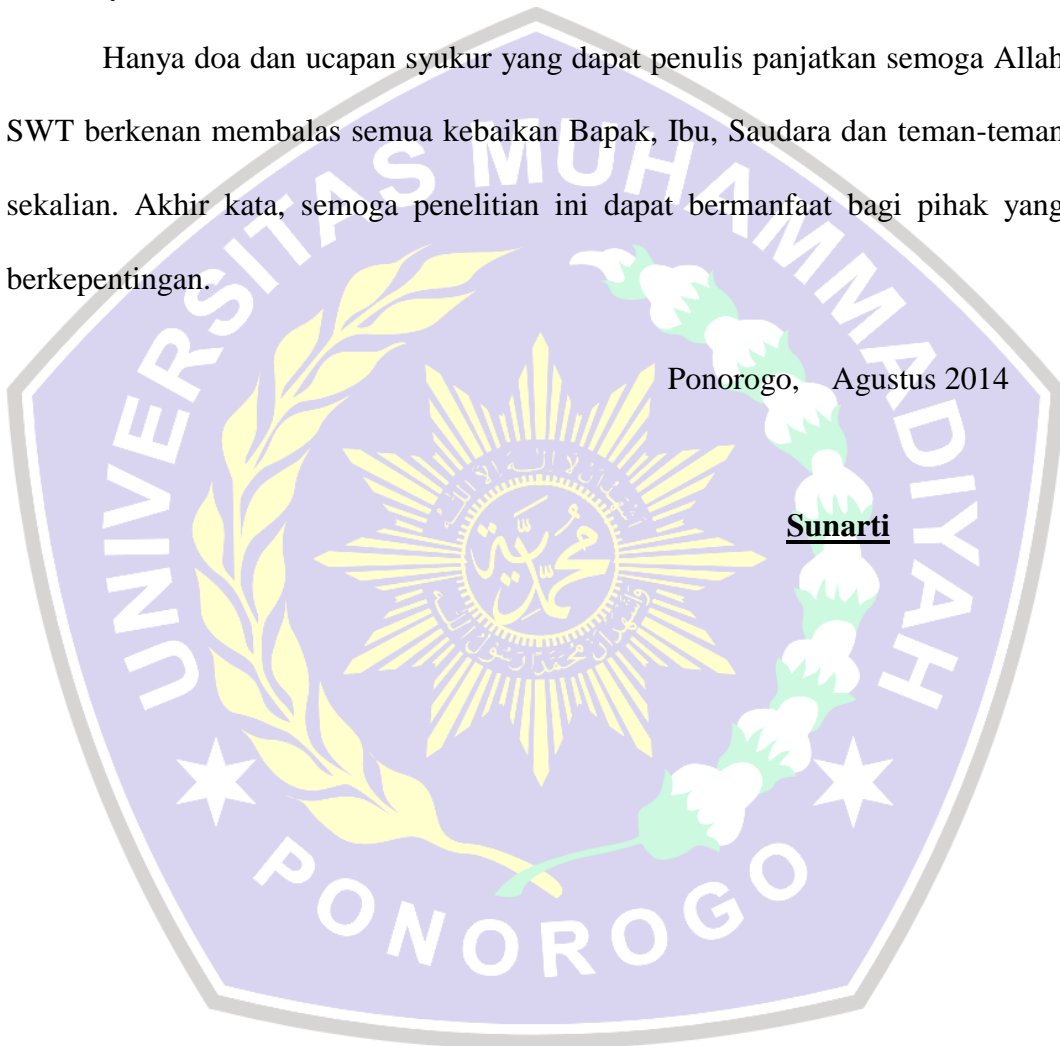 Hanya doa dan ucapan syukur yang dapat penulis panjatkan semoga Allah
SWT berkenan membalas semua kebaikan Bapak, Ibu, Saudara dan teman-teman
sekalian. Akhir kata, semoga penelitian ini dapat bermanfaat bagi pihak yang
berkepentingan.
Ponorogo, Agustus 2014
Sunarti
UNIVERSITAS MUHAMMADIYAH
PONOROGO
محمدية